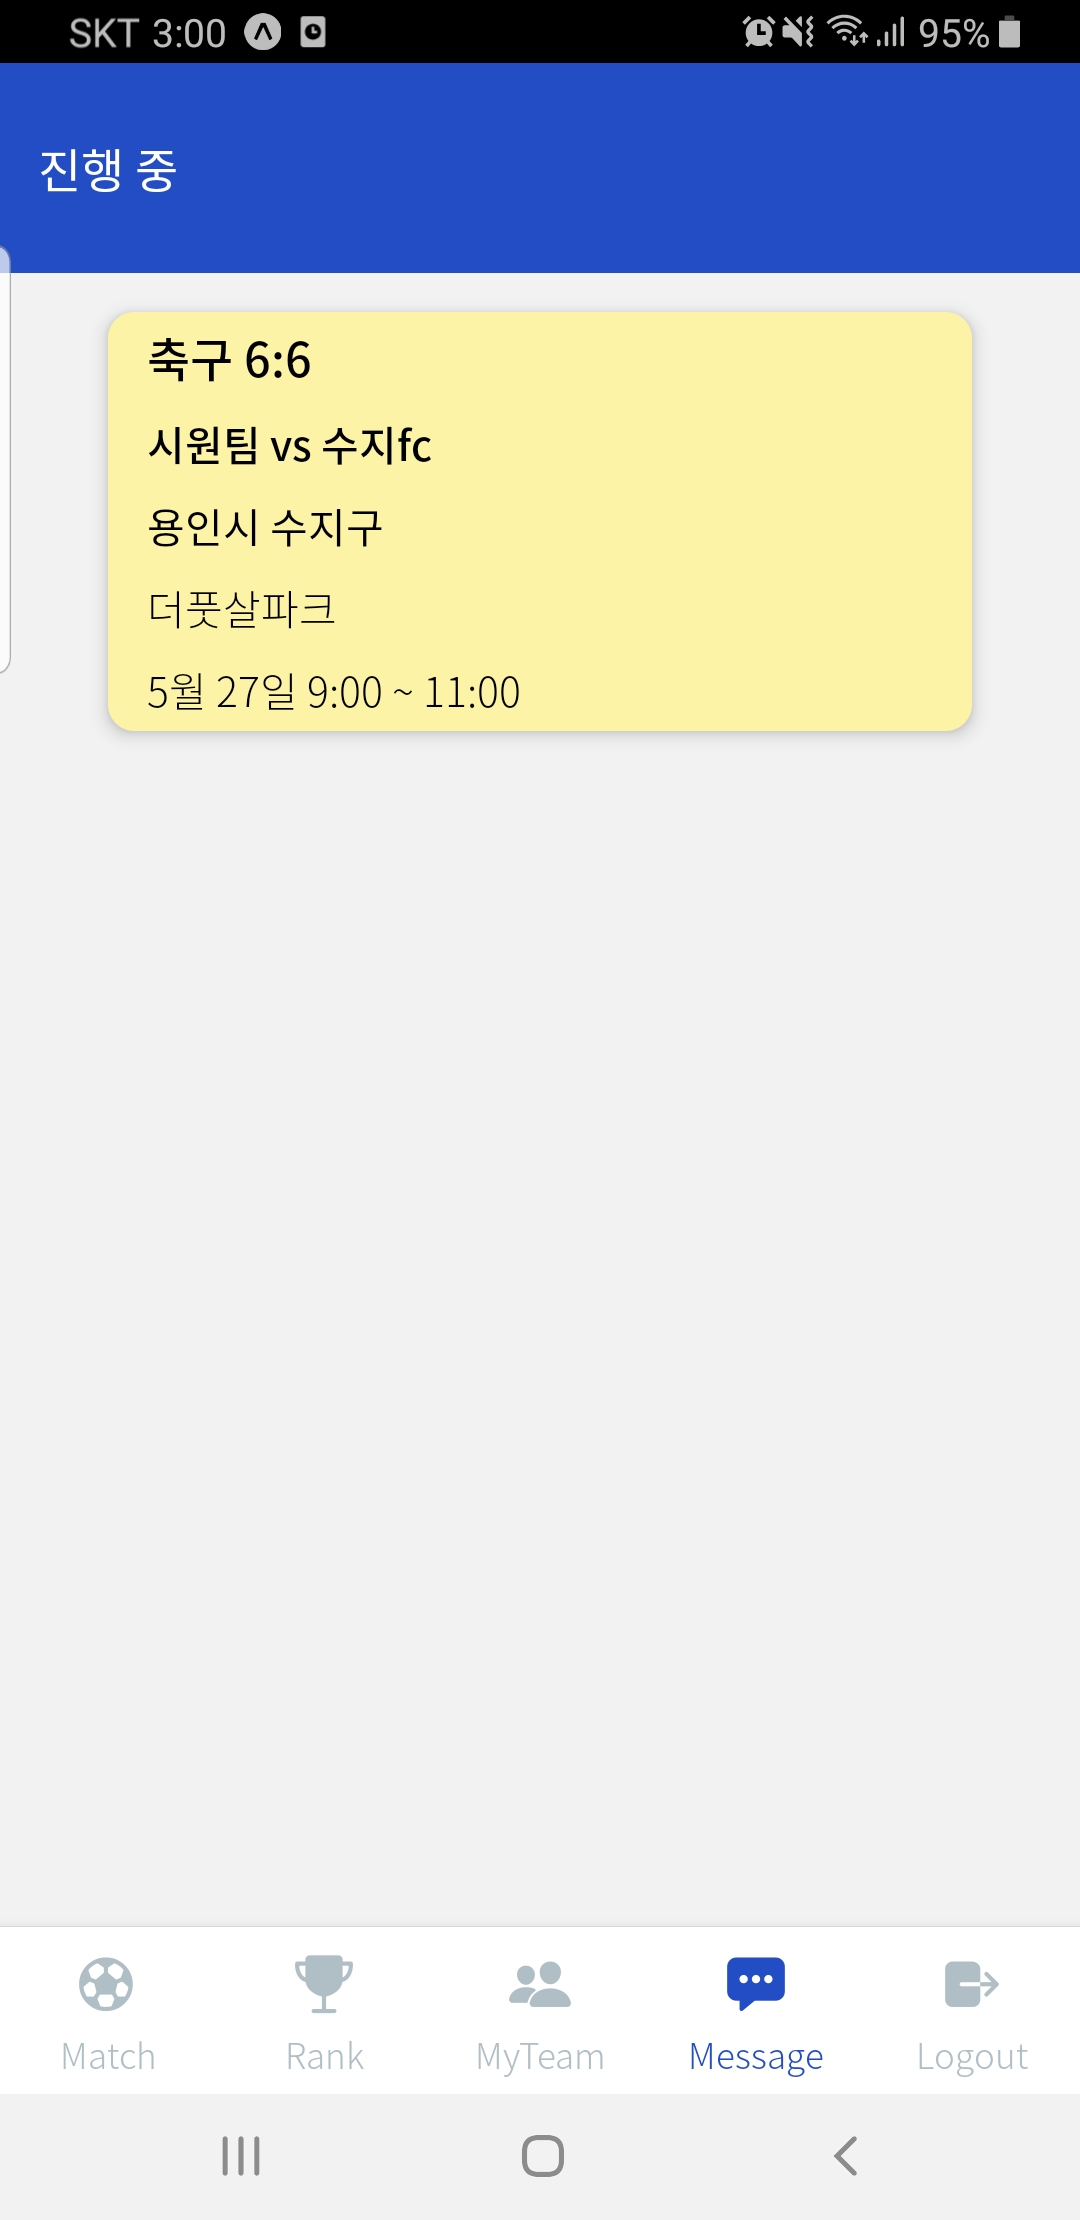 SKT 3:00 95%
진행 중
축구 6:6
시원팀 vs 수지fc
용인시 수지구
더풋살파크
5월 27일 9:00 ~ 11:00
Match Rank MyTeam Message Logout